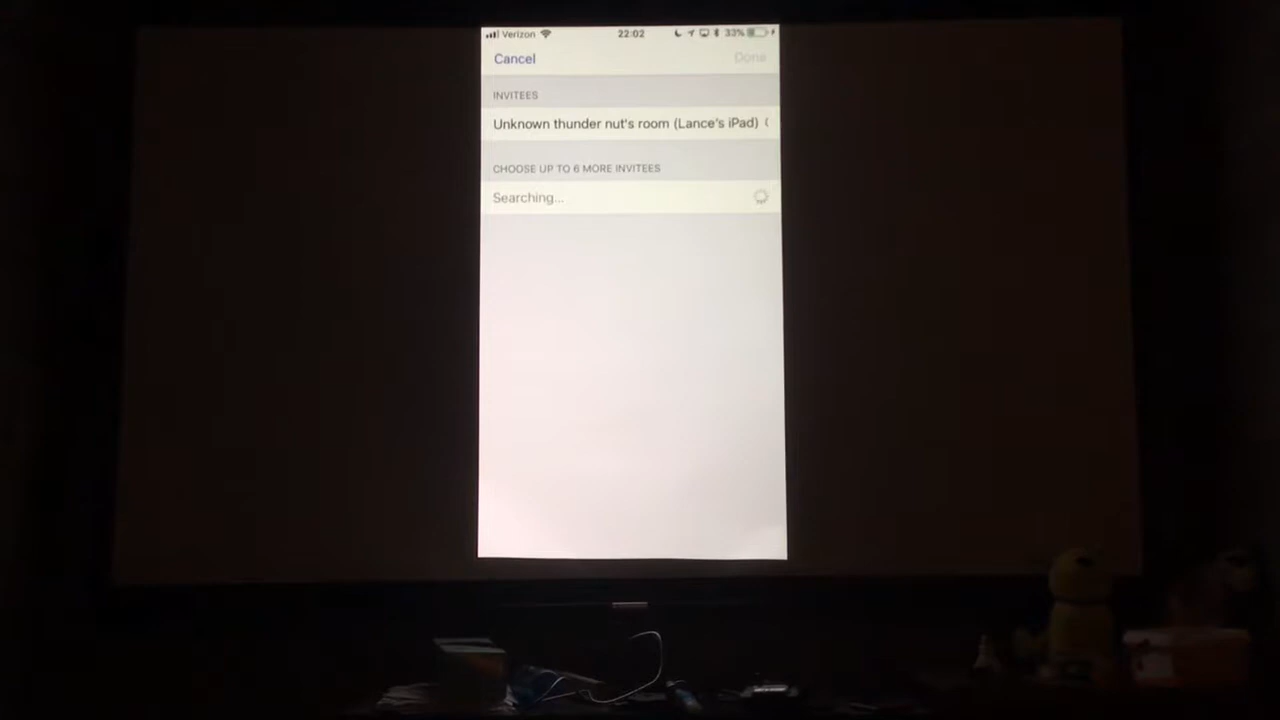 Verizon 22:02 33%
Cancel Done
INVITEES
Unknown thunder nut's room (Lance's iPad)
CHOOSE UP TO 6 MORE INVITEES
Searching...